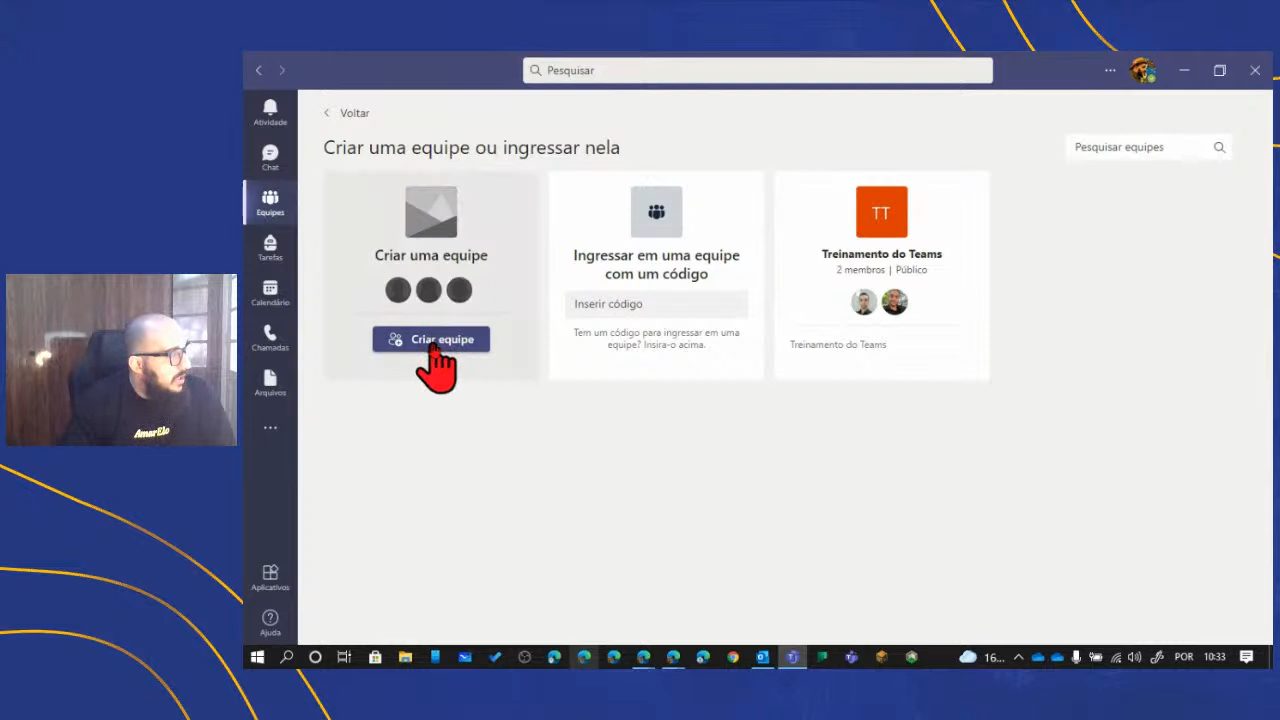 Pesquisar
Atividade
Chat
Equipes
Tarefas
Calendário
Chamadas
Arquivos
Aplicativos
Ajuda
Voltar
Criar uma equipe ou ingressar nela
Pesquisar equipes
Criar uma equipe
Criar equipe
Ingressar em uma equipe
com um código
Inserir código
Tem um código para ingressar em uma
equipe? Insira-o acima.
TT
Treinamento do Teams
2 membros | Público
Treinamento do Teams
AmarElo
16...
POR
10:33